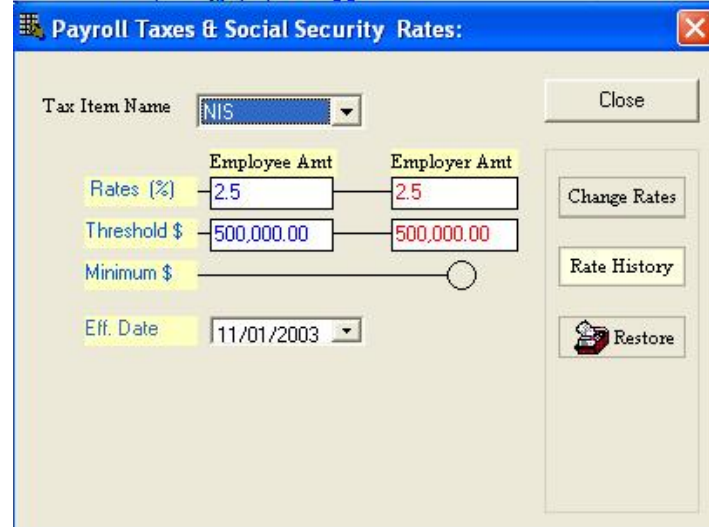 Payroll Taxes & Social Security Rates:
Tax Item Name NIS Close
Employee Amt Employer Amt
Rates (%) 2.5 2.5 Change Rates
Threshold $ 500,000.00 500,000.00
Minimum $ Rate History
Eff. Date 11/01/2003 Restore